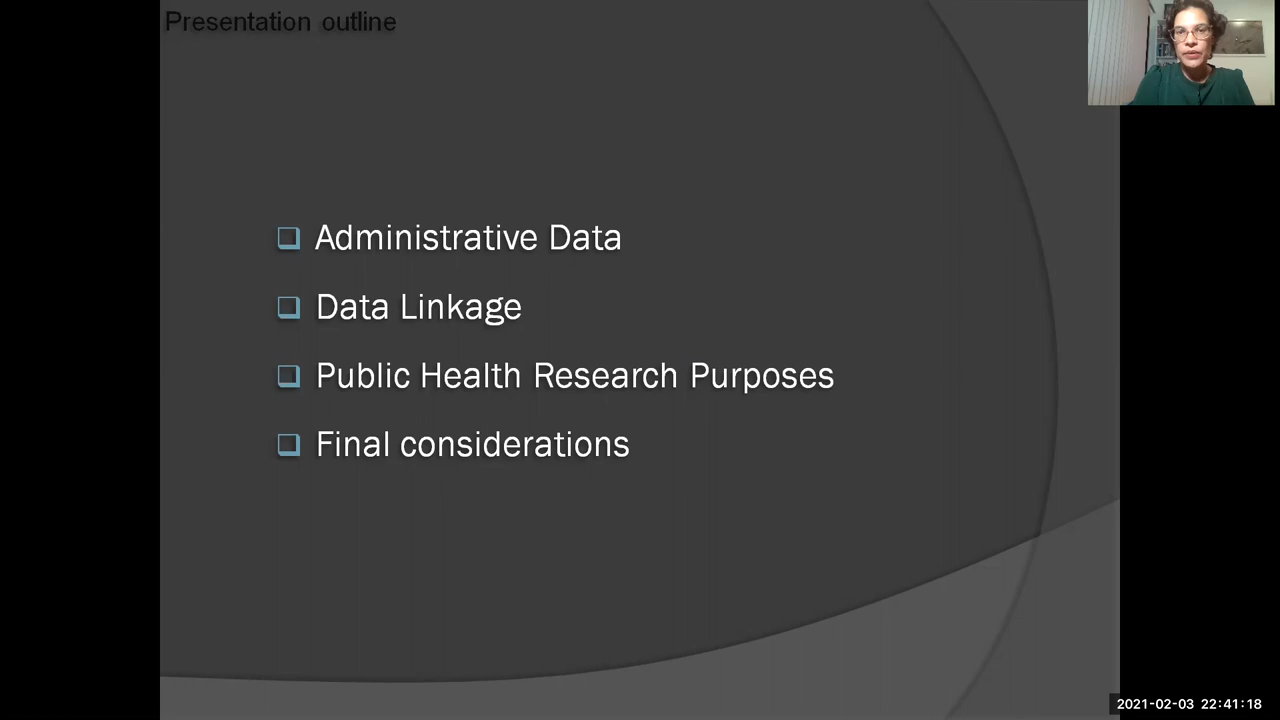 Presentation outline
Administrative Data
Data Linkage
Public Health Research Purposes
Final considerations
2021-02-03 22:41:18